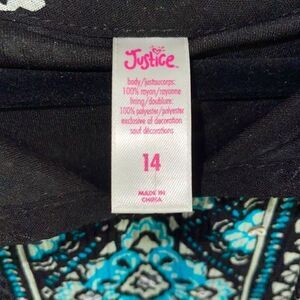 Justice
body/justaucorps:
100% rayon/rayonne
lining/doublure:
100% polyester/polyester
exclusive of decoration
sauf décorations
14
MADE IN
CHINA